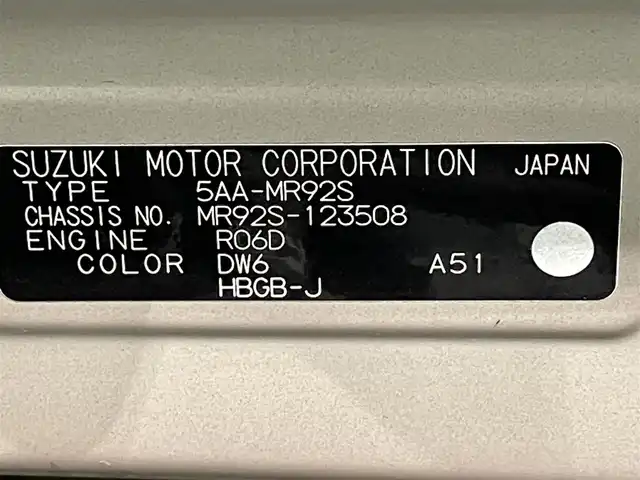 SUZUKI MOTOR CORPORATION JAPAN
TYPE 5AA-MR92S
CHASSIS NO. MR92S-123508
ENGINE R06D
COLOR DW6 A51
HBGB-J